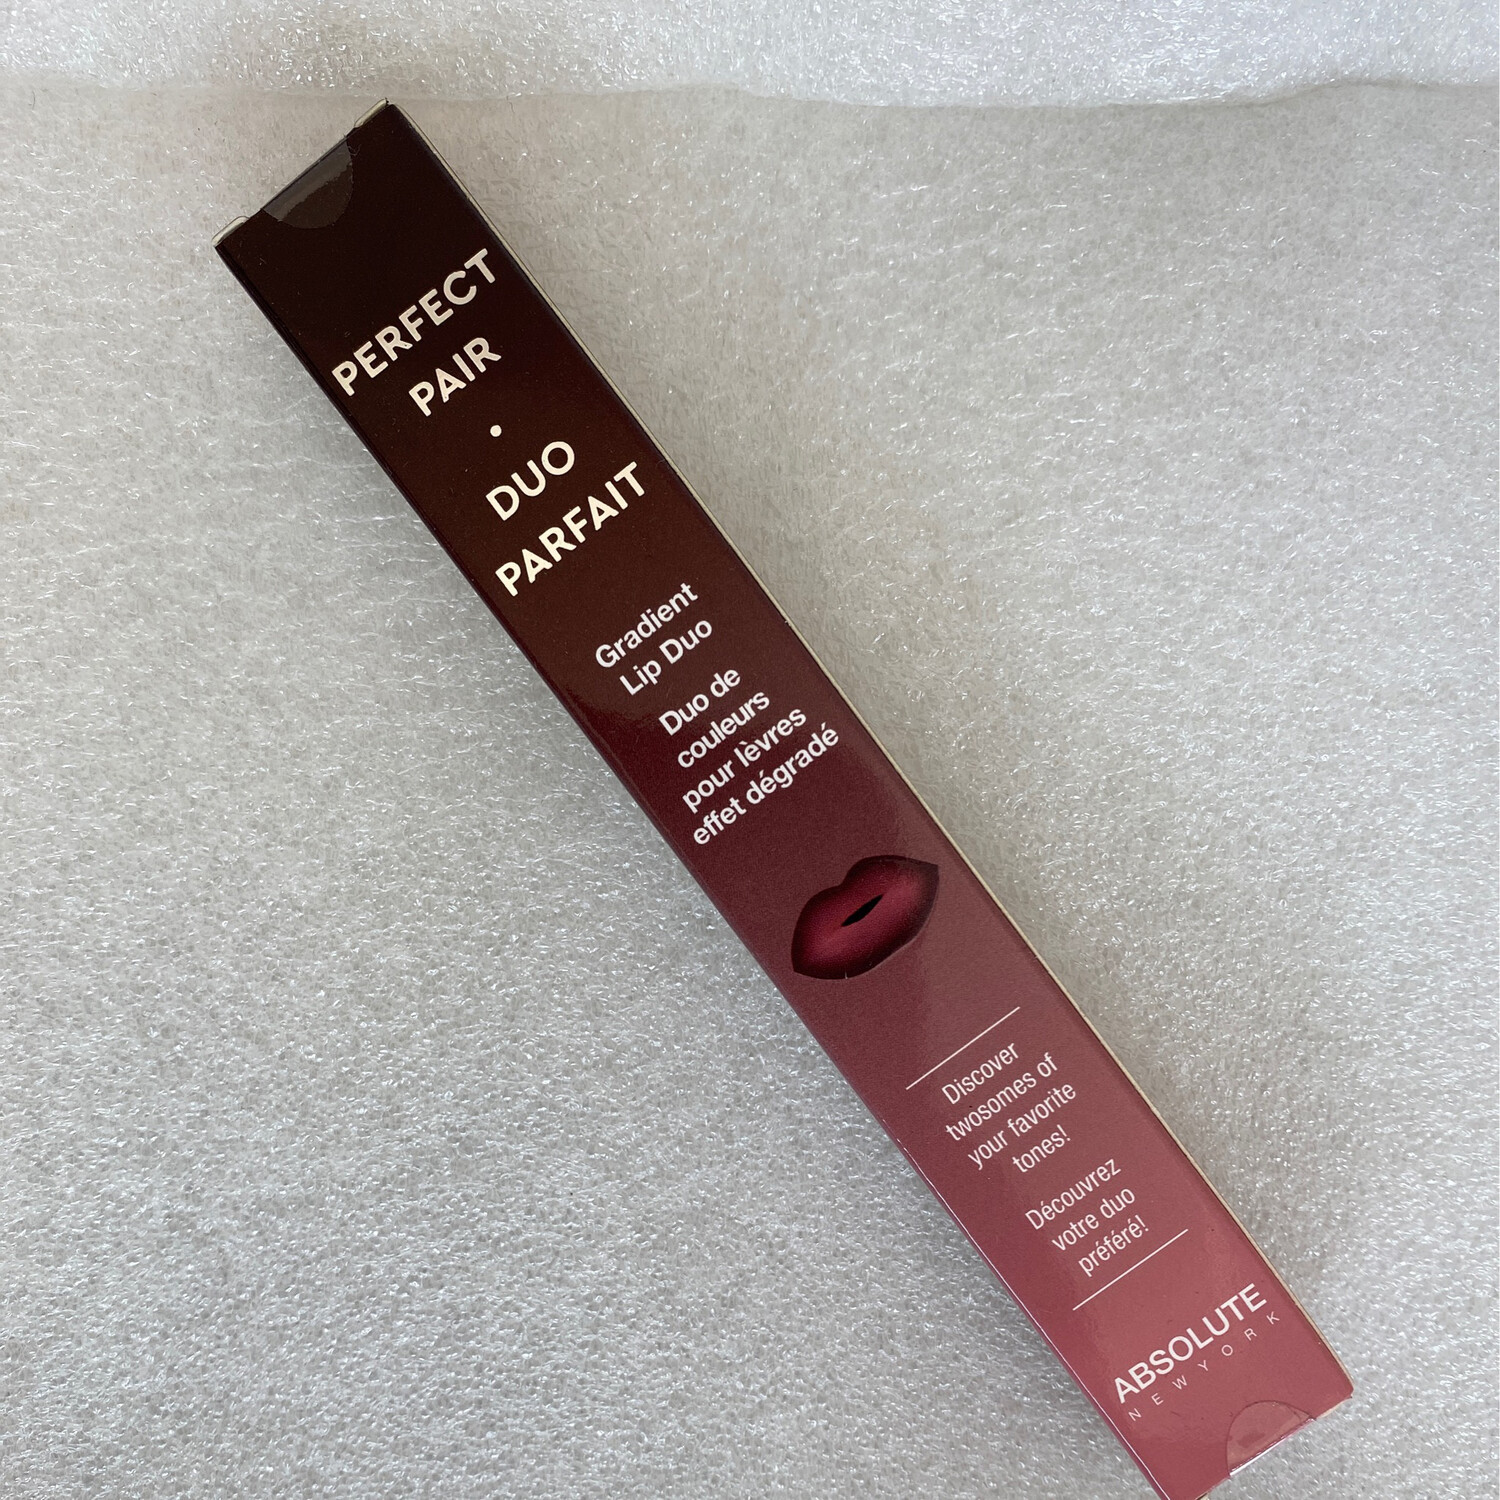 PERFECT
PAIR
•
DUO
PARFAIT
Gradient
Lip Duo
Duo de
couleurs
pour lèvres
effet dégradé
Discover
twosomes of
your favorite
tones!
Découvrez
votre duo
préféré!
ABSOLUTE
NEW YORK